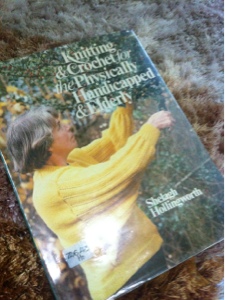 Knitting
& Crochet for
the Physically
Handicapped
& Elderly
Shelagh
Hollingworth